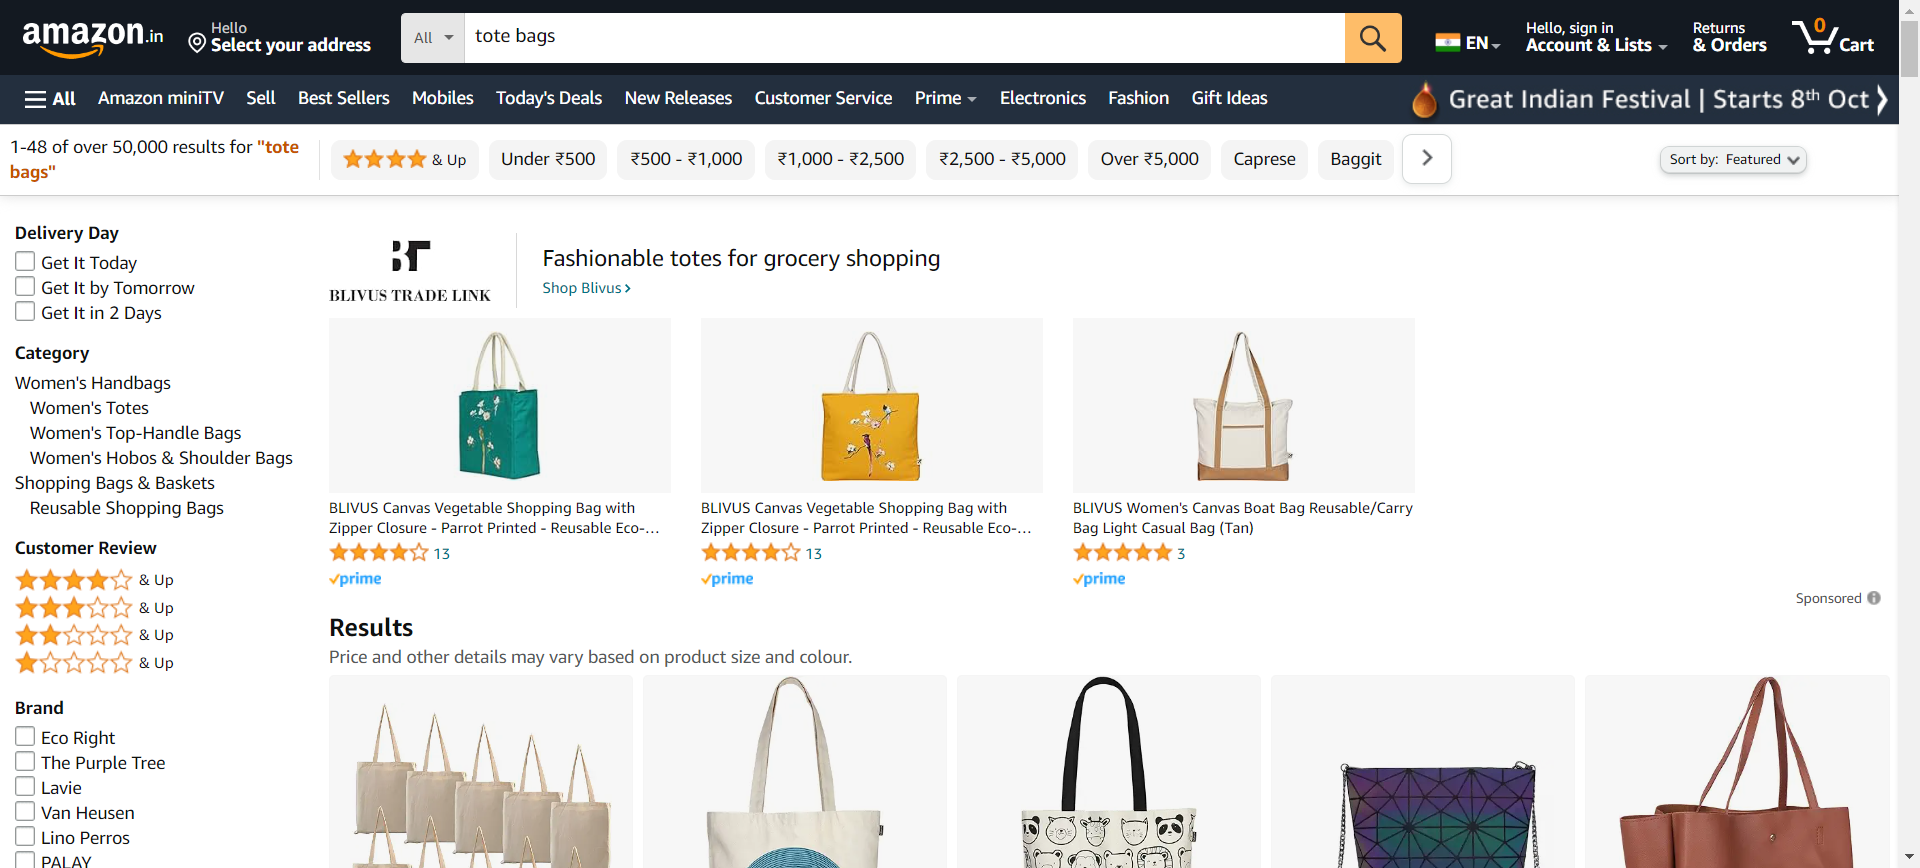 amazon.in
Hello
Select your address
All
tote bags
EN
Hello, sign in
Account & Lists
Returns
& Orders
0
Cart
All
Amazon miniTV
Sell
Best Sellers
Mobiles
Today's Deals
New Releases
Customer Service
Prime
Electronics
Fashion
Gift Ideas
Great Indian Festival | Starts 8th Oct
1-48 of over 50,000 results for "tote
bags"
& Up
Under ₹500
₹500 - ₹1,000
₹1,000 - ₹2,500
₹2,500 - ₹5,000
Over ₹5,000
Caprese
Baggit
Sort by: Featured
Delivery Day
Get It Today
Get It by Tomorrow
Get It in 2 Days
Category
Women's Handbags
Women's Totes
Women's Top-Handle Bags
Women's Hobos & Shoulder Bags
Shopping Bags & Baskets
Reusable Shopping Bags
Customer Review
& Up
& Up
& Up
& Up
Brand
Eco Right
The Purple Tree
Lavie
Van Heusen
Lino Perros
PALAY
BT
BLIVUS TRADE LINK
Fashionable totes for grocery shopping
Shop Blivus
BLIVUS Canvas Vegetable Shopping Bag with
Zipper Closure - Parrot Printed - Reusable Eco-…
13
prime
BLIVUS Canvas Vegetable Shopping Bag with
Zipper Closure - Parrot Printed - Reusable Eco-…
13
prime
BLIVUS Women's Canvas Boat Bag Reusable/Carry
Bag Light Casual Bag (Tan)
3
prime
Sponsored
Results
Price and other details may vary based on product size and colour.